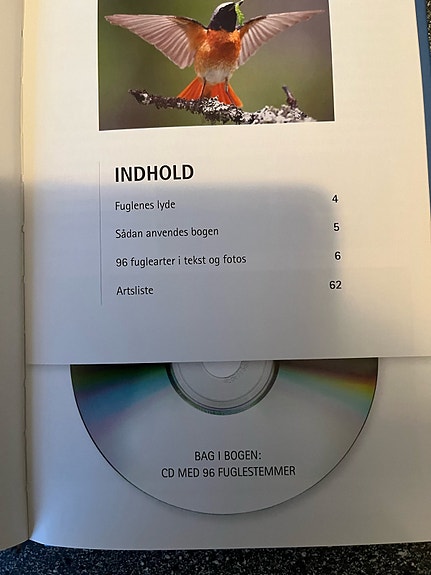 INDHOLD
Fuglenes lyde 4
Sådan anvendes bogen 5
96 fuglearter i tekst og fotos 6
Artsliste 62
BAG I BOGEN:
CD MED 96 FUGLESTEMMER